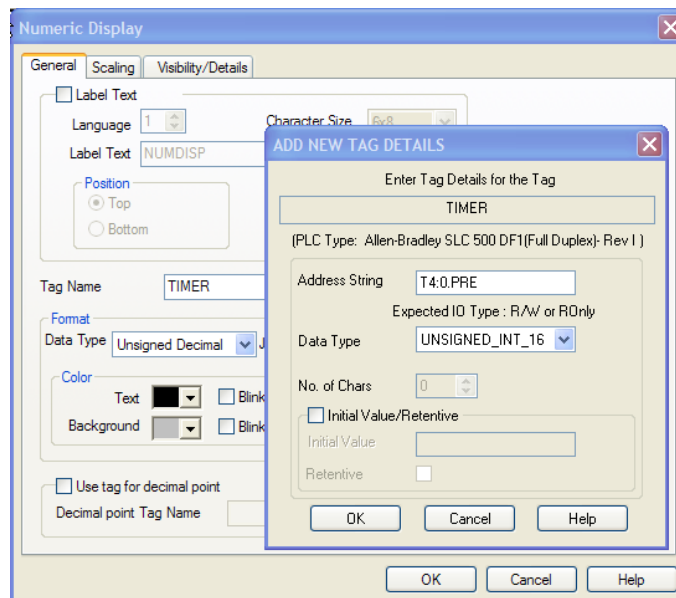 Numeric Display
General Scaling Visibility/Details
Label Text
Language 1 Character Size 6x8
Label Text NUMDISP
Position
Top
Bottom
Tag Name TIMER
Format
Data Type Unsigned Decimal J
Color
Text Blink
Background Blink
Use tag for decimal point
Decimal point Tag Name
OK Cancel Help
ADD NEW TAG DETAILS
Enter Tag Details for the Tag
TIMER
(PLC Type: Allen-Bradley SLC 500 DF1(Full Duplex)- Rev I )
Address String T4:0.PRE
Expected IO Type : R/W or ROnly
Data Type UNSIGNED_INT_16
No. of Chars 0
Initial Value/Retentive
Initial Value
Retentive
OK Cancel Help